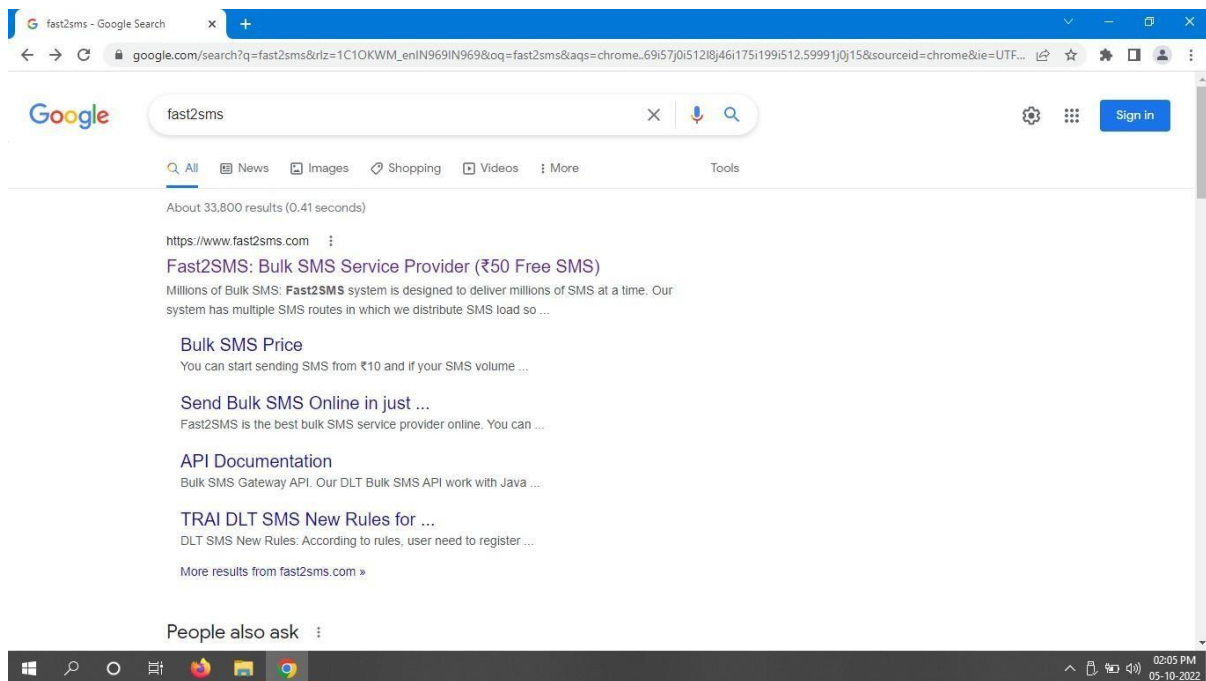 fast2sms - Google Search
google.com/search?q=fast2sms&rlz=1C1OKWM_enIN969IN969&oq=fast2sms&aqs=chrome..69i57j0i512l8j46i175i199i512.59991j0j15&sourceid=chrome&ie=UTF...
Google
fast2sms
Sign in
All News Images Shopping Videos More Tools
About 33,800 results (0.41 seconds)
https://www.fast2sms.com
Fast2SMS: Bulk SMS Service Provider (₹50 Free SMS)
Millions of Bulk SMS: Fast2SMS system is designed to deliver millions of SMS at a time. Our
system has multiple SMS routes in which we distribute SMS load so ...
Bulk SMS Price
You can start sending SMS from ₹10 and if your SMS volume ...
Send Bulk SMS Online in just ...
Fast2SMS is the best bulk SMS service provider online. You can ...
API Documentation
Bulk SMS Gateway API. Our DLT Bulk SMS API work with Java ...
TRAI DLT SMS New Rules for ...
DLT SMS New Rules: According to rules, user need to register ...
More results from fast2sms.com »
People also ask
02:05 PM
05-10-2022